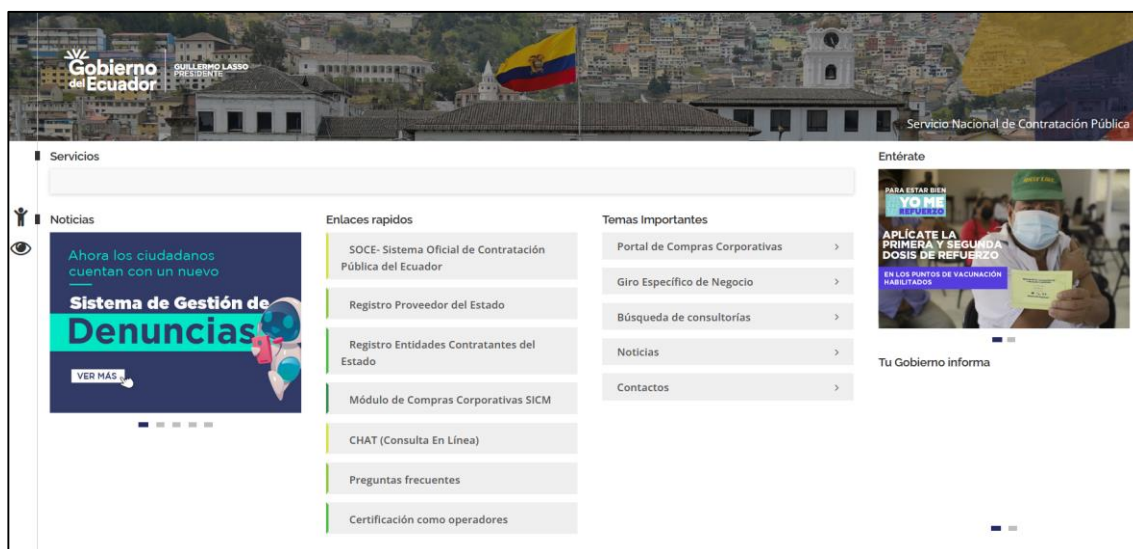 Gobierno
del Ecuador
GUILLERMO LASSO
PRESIDENTE
Servicio Nacional de Contratación Pública
Servicios
Noticias
Ahora los ciudadanos
cuentan con un nuevo
Sistema de Gestión de
Denuncias
VER MÁS
Enlaces rapidos
SOCE- Sistema Oficial de Contratación
Pública del Ecuador
Registro Proveedor del Estado
Registro Entidades Contratantes del
Estado
Módulo de Compras Corporativas SICM
CHAT (Consulta En Línea)
Preguntas frecuentes
Certificación como operadores
Temas Importantes
Portal de Compras Corporativas
Giro Específico de Negocio
Búsqueda de consultorías
Noticias
Contactos
Entérate
PARA ESTAR BIEN
YO ME
REFUERZO
APLÍCATE LA
PRIMERA Y SEGUNDA
DOSIS DE REFUERZO
EN LOS PUNTOS DE VACUNACIÓN
HABILITADOS
Tu Gobierno informa